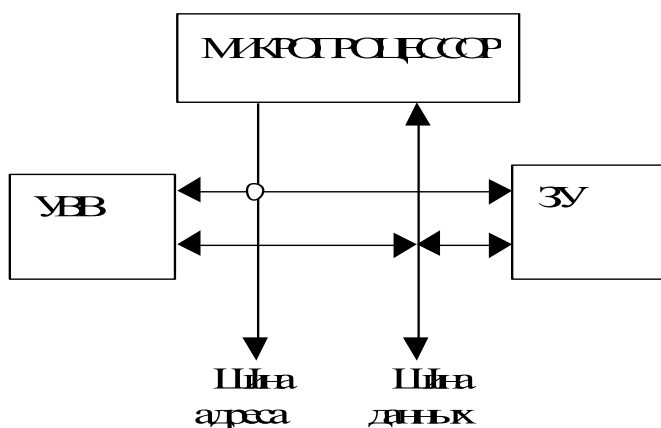 МИКРОПРОЦЕССОР
УВВ
ЗУ
Шина
адреса
Шина
данных